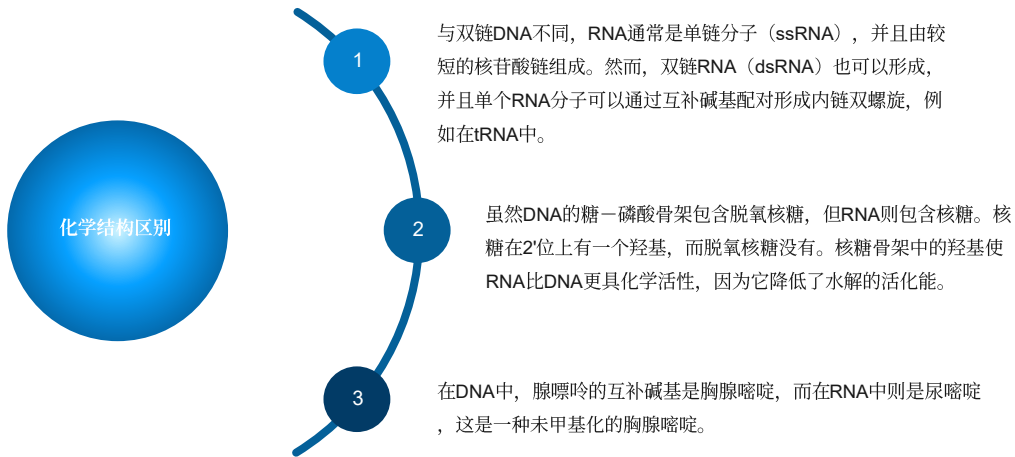 化学结构区别
1
与双链DNA不同，RNA通常是单链分子（ssRNA），并且由较
短的核苷酸链组成。然而，双链RNA（dsRNA）也可以形成，
并且单个RNA分子可以通过互补碱基配对形成内链双螺旋，例
如在tRNA中。
2
虽然DNA的糖－磷酸骨架包含脱氧核糖，但RNA则包含核糖。核
糖在2'位上有一个羟基，而脱氧核糖没有。核糖骨架中的羟基使
RNA比DNA更具化学活性，因为它降低了水解的活化能。
3
在DNA中，腺嘌呤的互补碱基是胸腺嘧啶，而在RNA中则是尿嘧啶
，这是一种未甲基化的胸腺嘧啶。